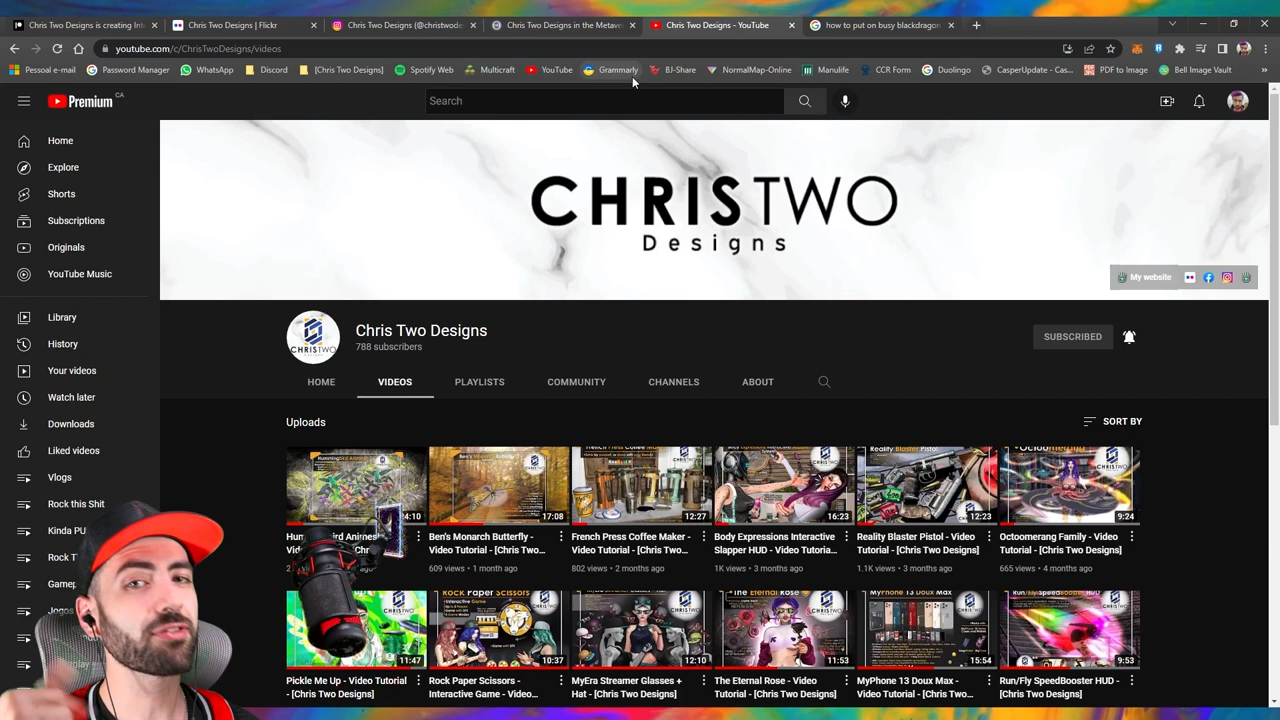 Chris Two Designs is creating Int
Chris Two Designs | Flickr
Chris Two Designs (@christwode
Chris Two Designs in the Metave
Chris Two Designs - YouTube
how to put on busy blackdragon
youtube.com/c/ChrisTwoDesigns/videos
Pessoal e-mail
Password Manager
WhatsApp
Discord
[Chris Two Designs]
Spotify Web
Multicraft
YouTube
Grammarly
BJ-Share
NormalMap-Online
Manulife
CCR Form
Duolingo
CasperUpdate - Cas...
PDF to Image
Bell Image Vault
Premium CA
Search
Home
Explore
Shorts
Subscriptions
Originals
YouTube Music
Library
History
Your videos
Watch later
Downloads
Liked videos
Vlogs
Rock this Shit
Kinda PU
Rock T
Gamep
CHRISTWO
Designs
My website
CHRISTWO
Chris Two Designs
788 subscribers
SUBSCRIBED
HOME
VIDEOS
PLAYLISTS
COMMUNITY
CHANNELS
ABOUT
Uploads
SORT BY
4:10
17:08
12:27
16:23
12:23
9:24
Ben's Monarch Butterfly -
Video Tutorial - [Chris Two...
609 views • 1 month ago
French Press Coffee Maker -
Video Tutorial - [Chris Two...
802 views • 2 months ago
Body Expressions Interactive
Slapper HUD - Video Tutoria...
1K views • 3 months ago
Reality Blaster Pistol - Video
Tutorial - [Chris Two Designs]
1.1K views • 3 months ago
Octoomerang Family - Video
Tutorial - [Chris Two Designs]
665 views • 4 months ago
11:47
10:37
12:10
11:53
15:54
9:53
Pickle Me Up - Video Tutorial
- [Chris Two Designs]
Rock Paper Scissors -
Interactive Game - Video...
MyEra Streamer Glasses +
Hat - [Chris Two Designs]
The Eternal Rose - Video
Tutorial - [Chris Two Designs]
MyPhone 13 Doux Max -
Video Tutorial - [Chris Two...
Run/Fly SpeedBooster HUD -
[Chris Two Designs]